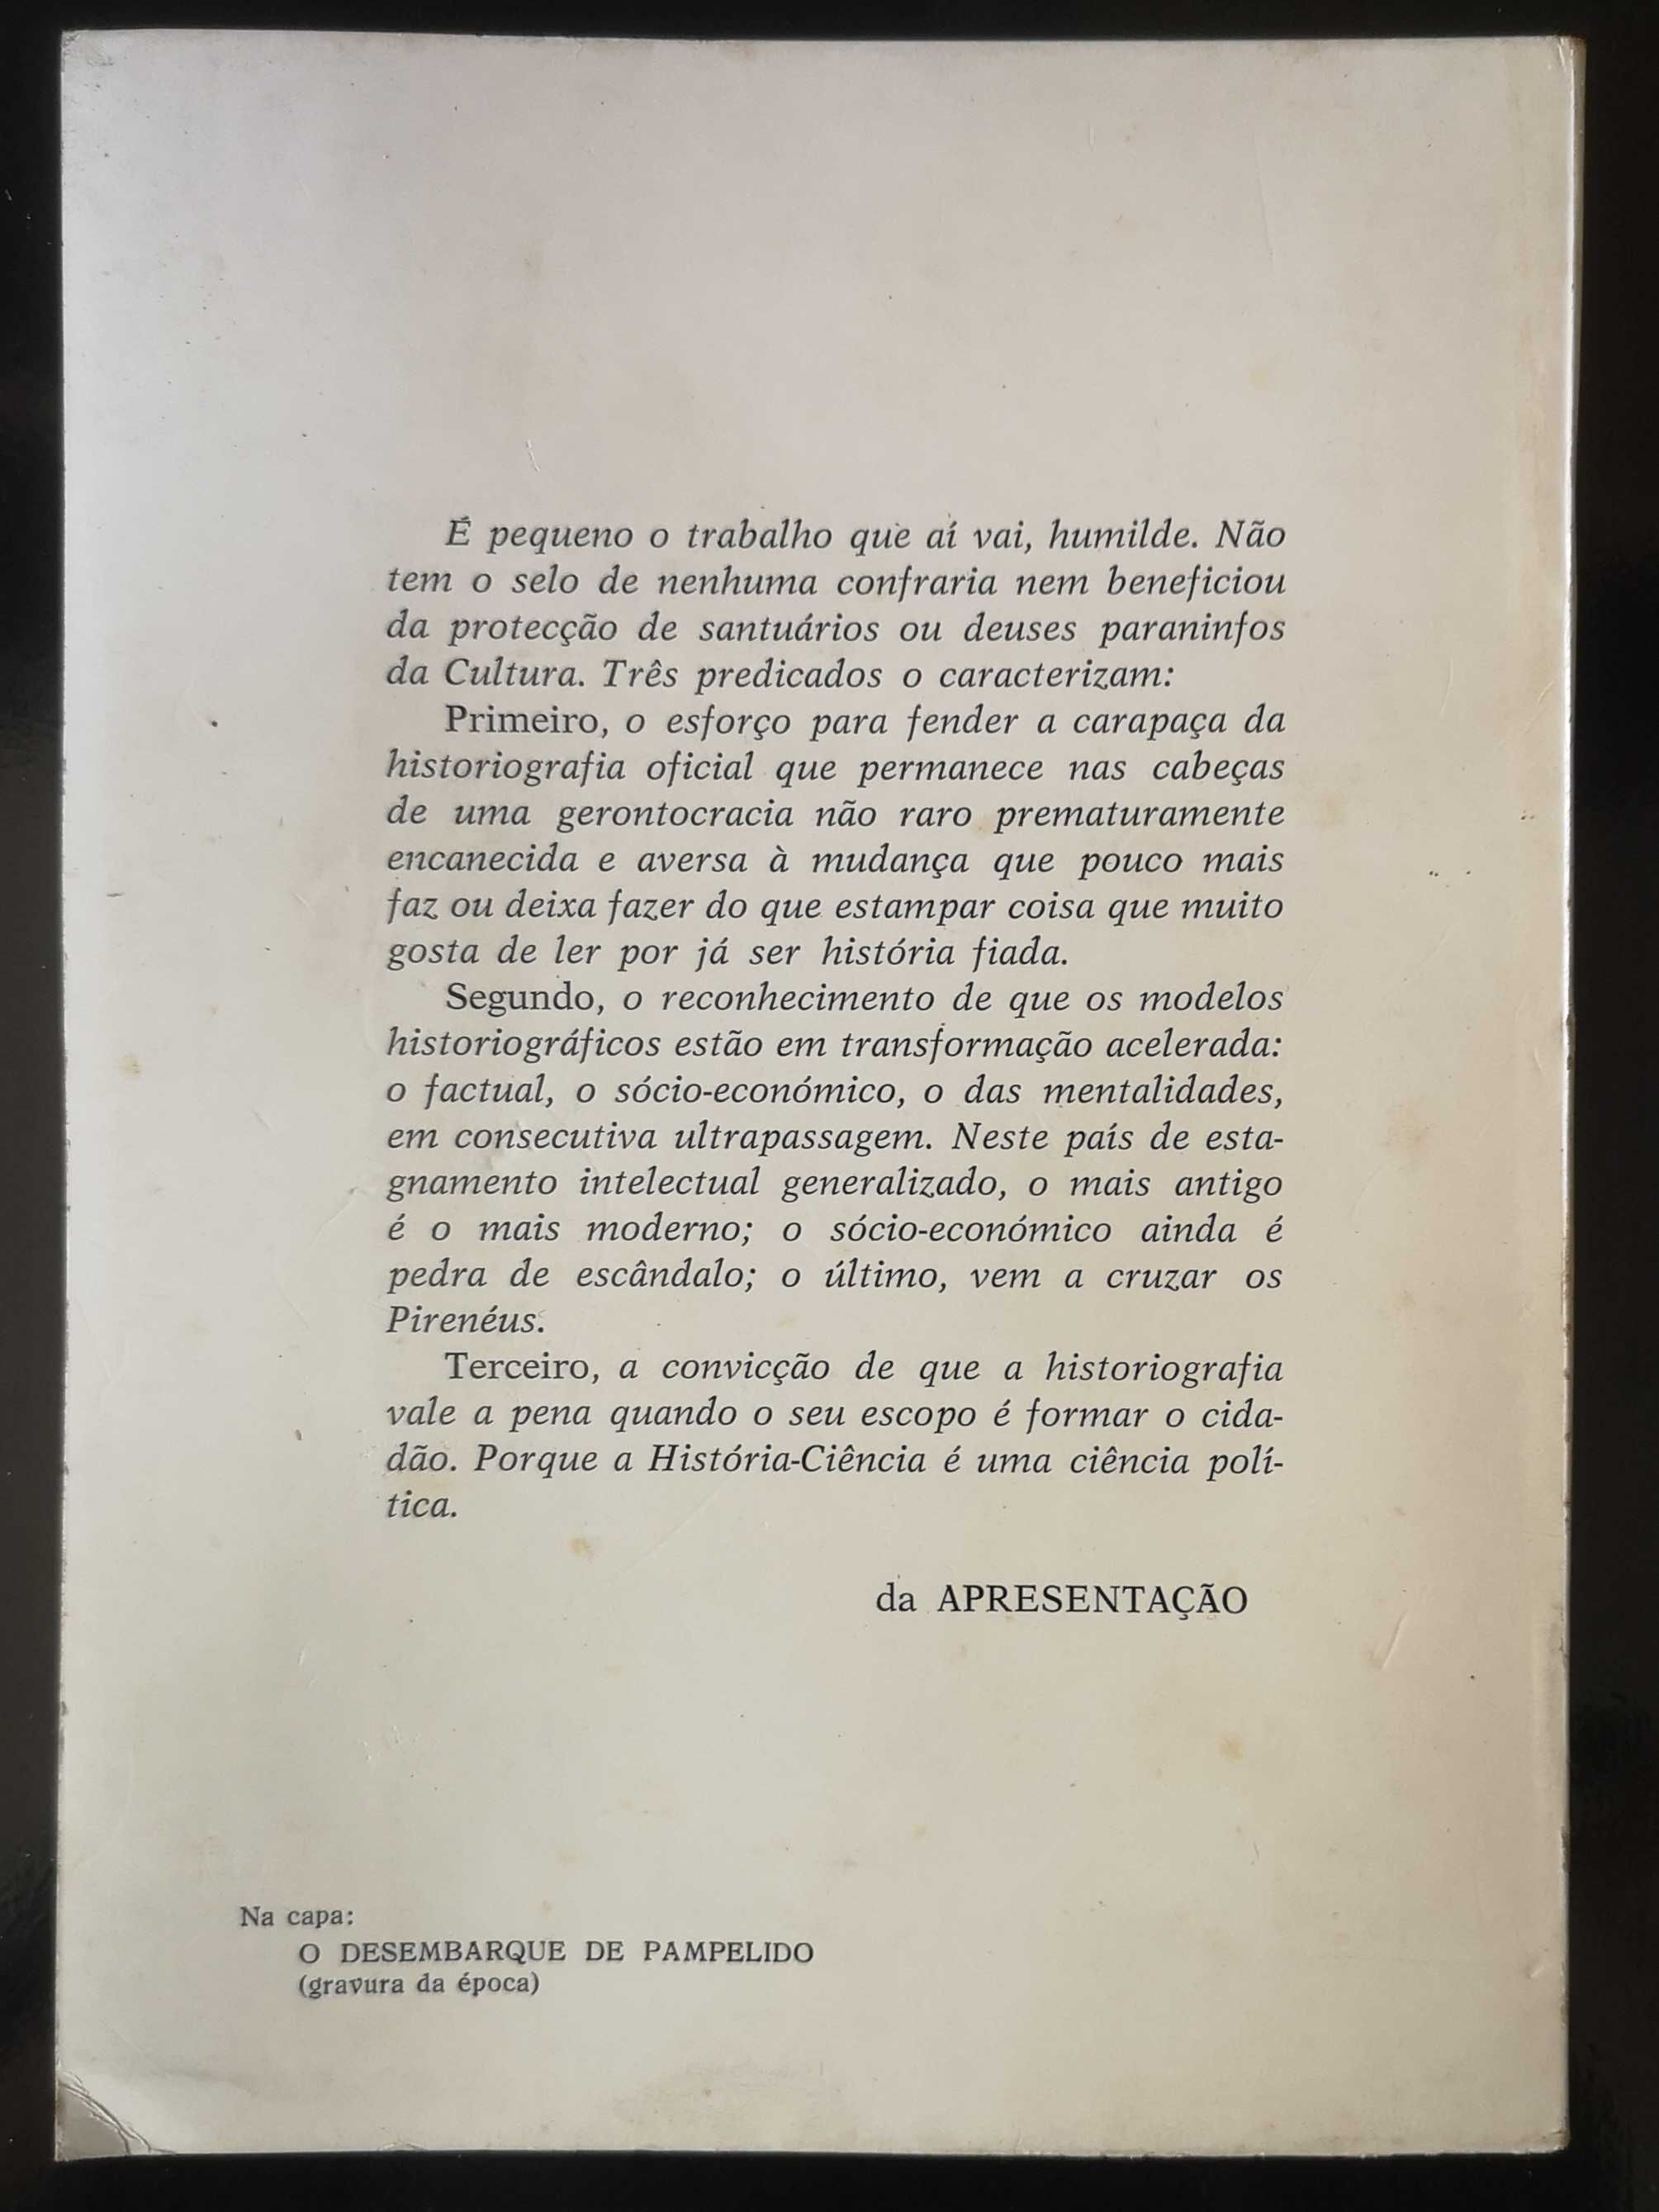 É pequeno o trabalho que aí vai, humilde. Não
tem o selo de nenhuma confraria nem beneficiou
da protecção de santuários ou deuses paraninfos
da Cultura. Três predicados o caracterizam:
Primeiro, o esforço para fender a carapaça da
historiografia oficial que permanece nas cabeças
de uma gerontocracia não raro prematuramente
encanecida e aversa à mudança que pouco mais
faz ou deixa fazer do que estampar coisa que muito
gosta de ler por já ser história fiada.
Segundo, o reconhecimento de que os modelos
historiográficos estão em transformação acelerada:
o factual, o sócio-económico, o das mentalidades,
em consecutiva ultrapassagem. Neste país de esta-
gnamento intelectual generalizado, o mais antigo
é o mais moderno; o sócio-económico ainda é
pedra de escândalo; o último, vem a cruzar os
Pirenéus.
Terceiro, a convicção de que a historiografia
vale a pena quando o seu escopo é formar o cida-
dão. Porque a História-Ciência é uma ciência polí-
tica.
da APRESENTAÇÃO
Na capa:
O DESEMBARQUE DE PAMPELIDO
(gravura da época)